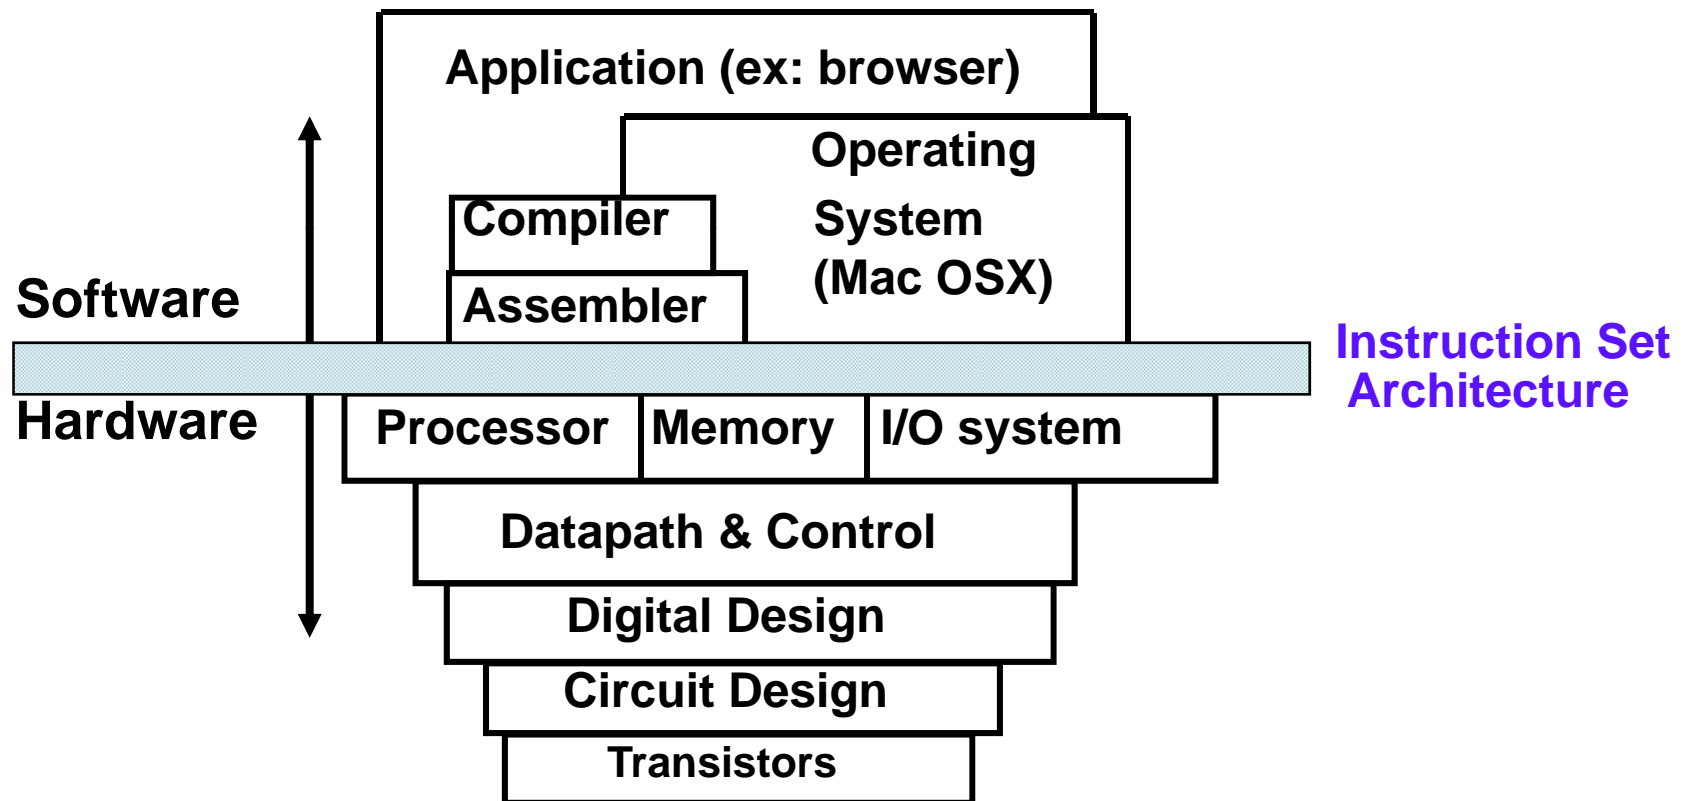 Application (ex: browser)
Operating
Compiler
System
(Mac OSX)
Assembler
Software
Instruction Set
Architecture
Hardware
Processor
Memory
I/O system
Datapath & Control
Digital Design
Circuit Design
Transistors